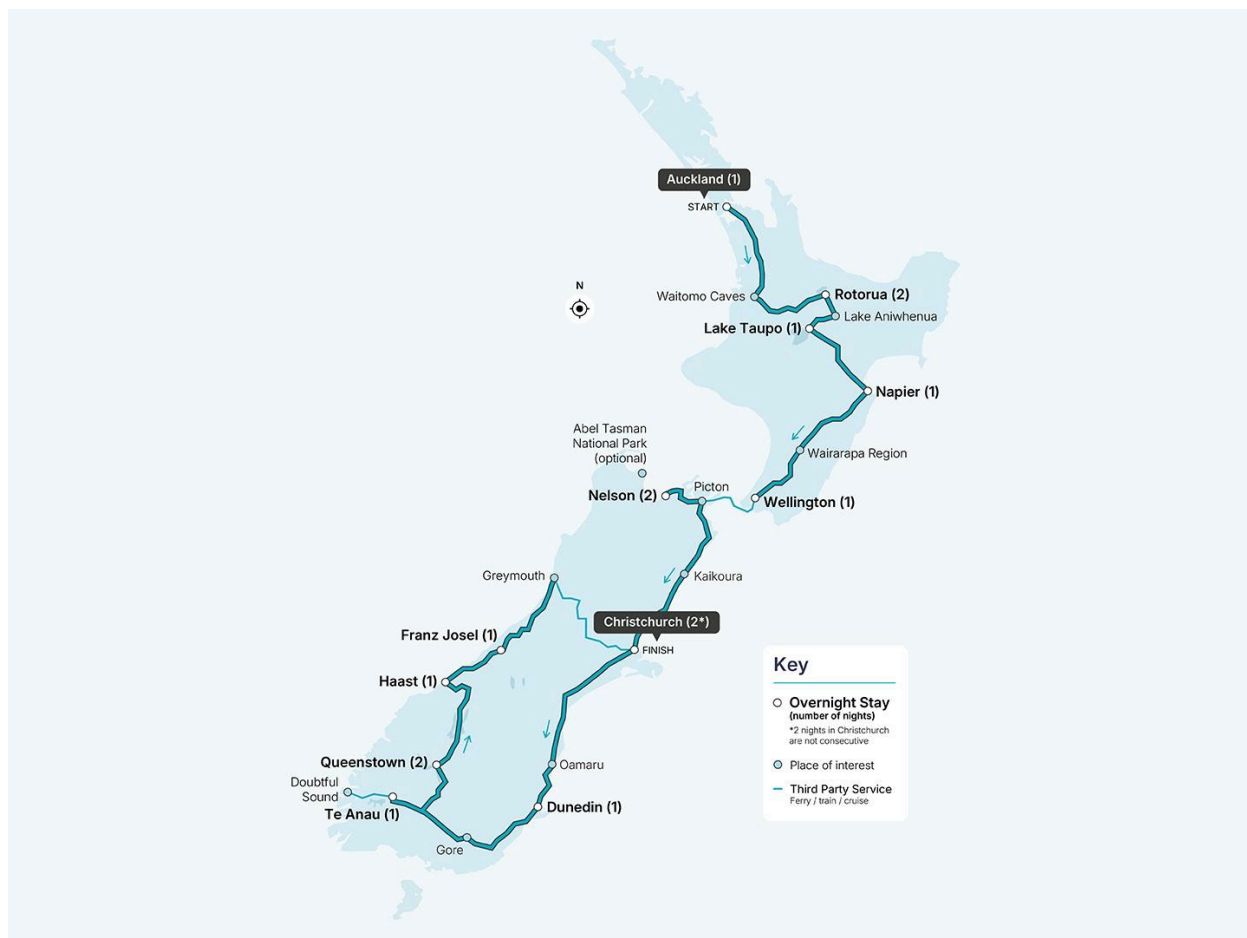 Auckland (1)
START
N
Waitomo Caves
Rotorua (2)
Lake Aniwhenua
Lake Taupo (1)
Napier (1)
Abel Tasman
National Park
(optional)
Wairarapa Region
Picton
Nelson (2)
Wellington (1)
Greymouth
Kaikoura
Christchurch (2*)
Franz Josel (1)
FINISH
Haast (1)
Queenstown (2)
Oamaru
Doubtful
Sound
Te Anau (1)
Dunedin (1)
Gore
Key
Overnight Stay
(number of nights)
*2 nights in Christchurch
are not consecutive
Place of interest
Third Party Service
Ferry / train / cruise